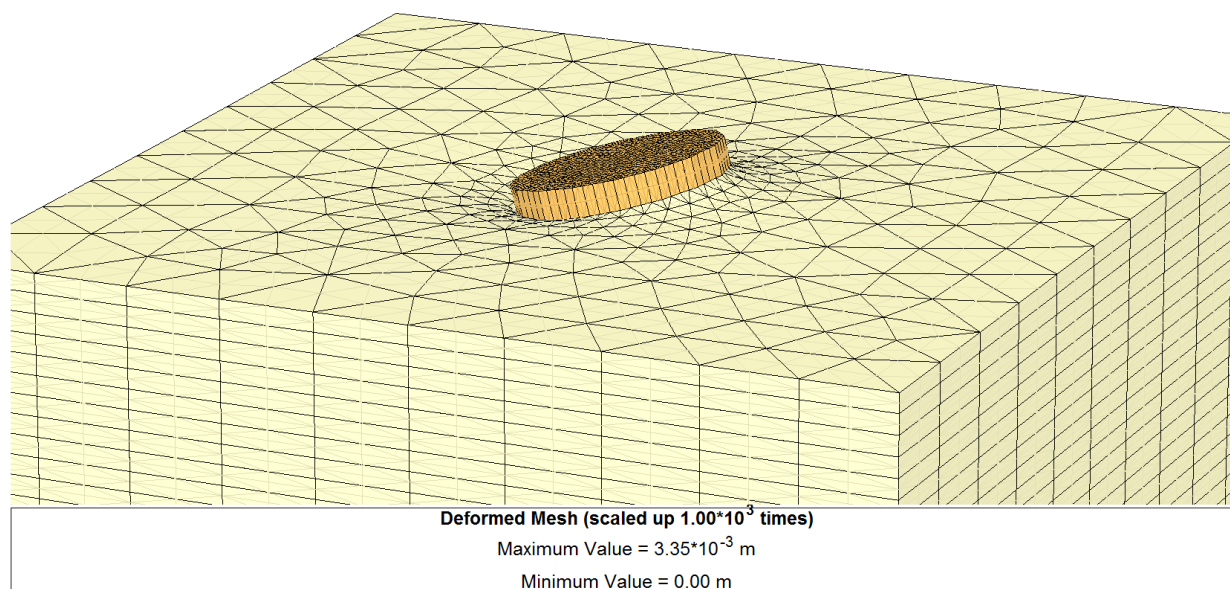 Deformed Mesh (scaled up 1.00*10³ times)
Maximum Value = 3.35*10⁻³ m
Minimum Value = 0.00 m